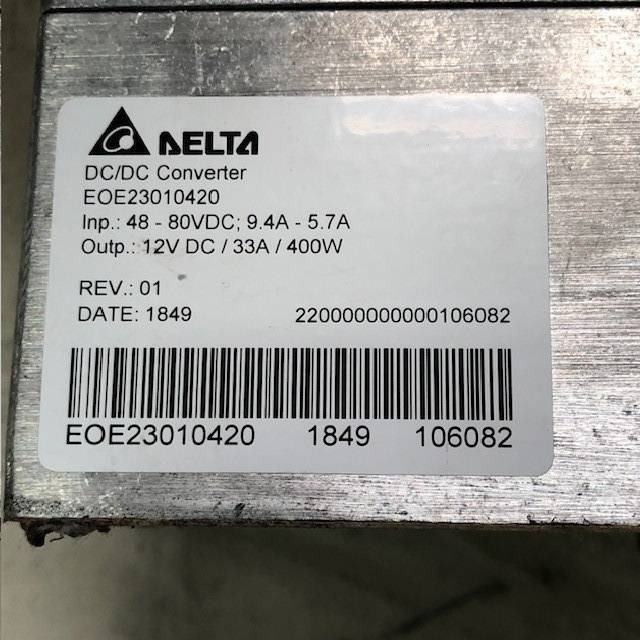 DELTA
DC/DC Converter
EOE23010420
Inp.: 48 - 80VDC; 9.4A - 5.7A
Outp.: 12V DC / 33A / 400W
REV.: 01
DATE: 1849 220000000000106082
EOE23010420 1849 106082